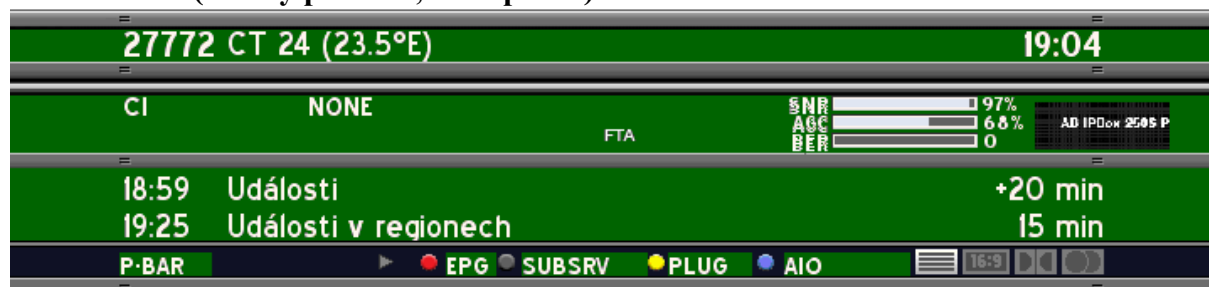 27772 CT 24 (23.5°E) 19:04
CI NONE SNR 97%
FTA AGC 68% AB IPBox 250S P
BER 0
18:59 Události +20 min
19:25 Události v regionech 15 min
P·BAR EPG SUBSRV PLUG AIO 16:9